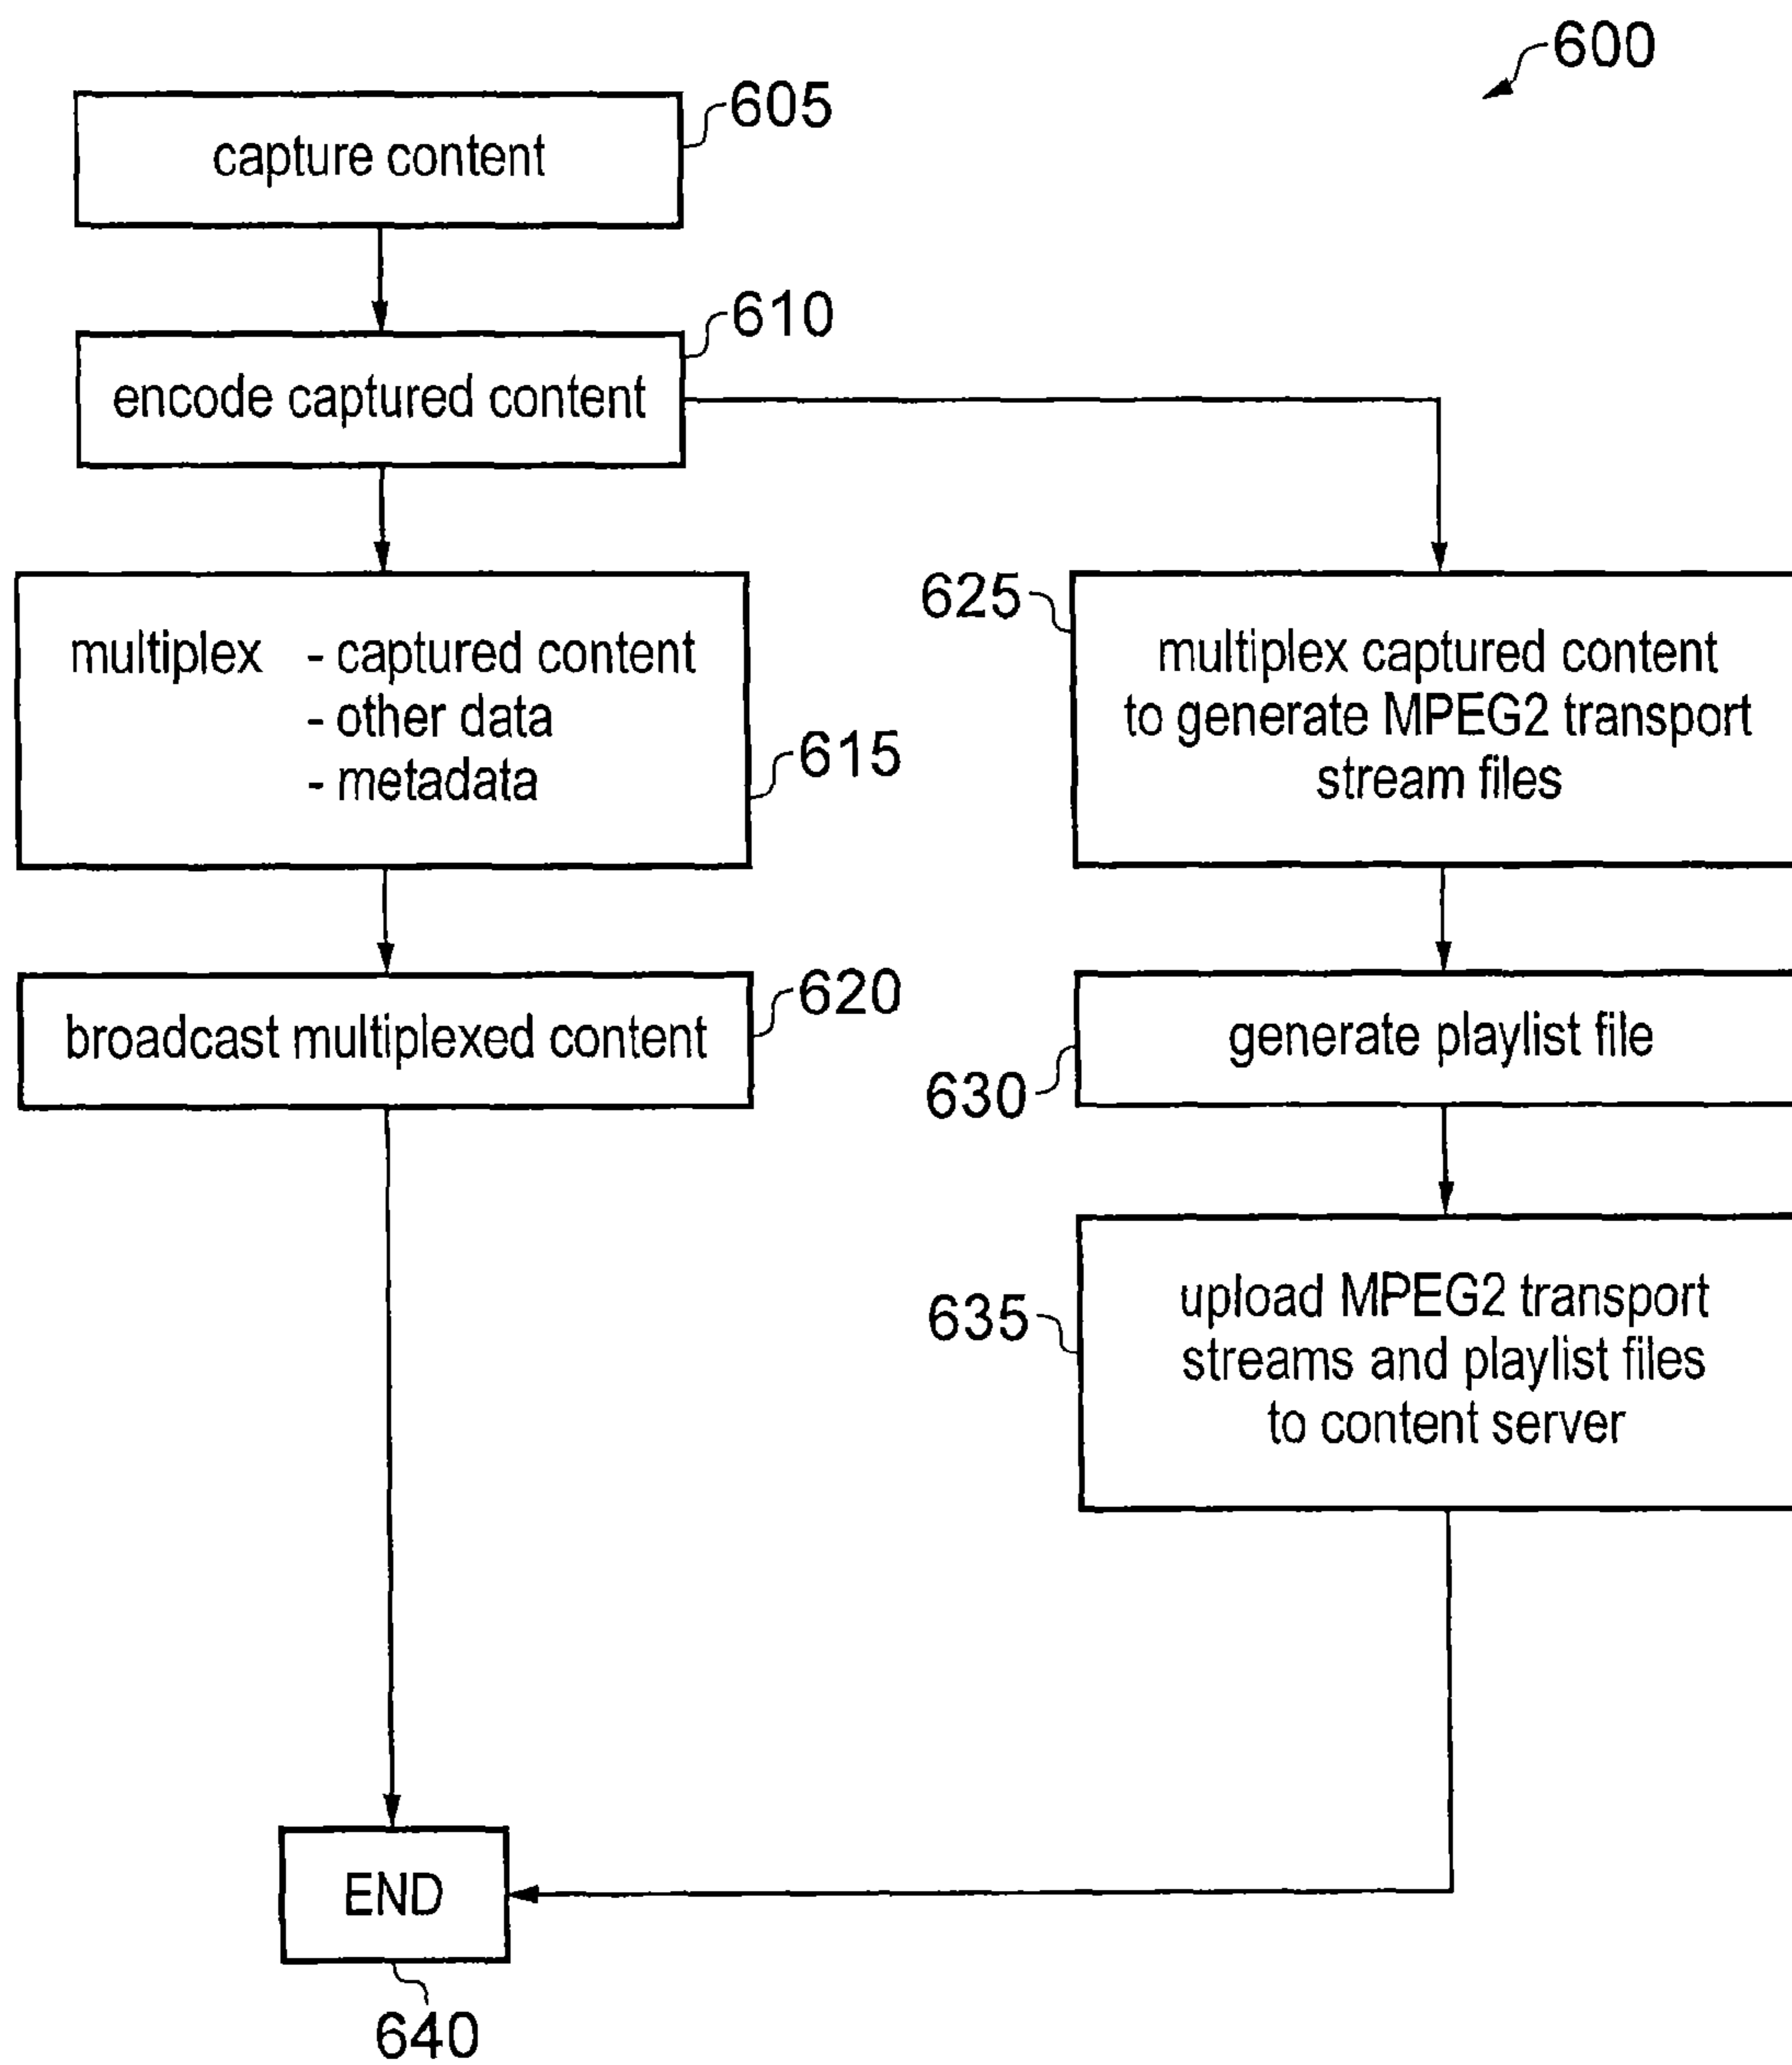 600
605
capture content
610
encode captured content
multiplex - captured content
- other data
- metadata
615
625
multiplex captured content
to generate MPEG2 transport
stream files
broadcast multiplexed content
620
generate playlist file
630
635
upload MPEG2 transport
streams and playlist files
to content server
END
640